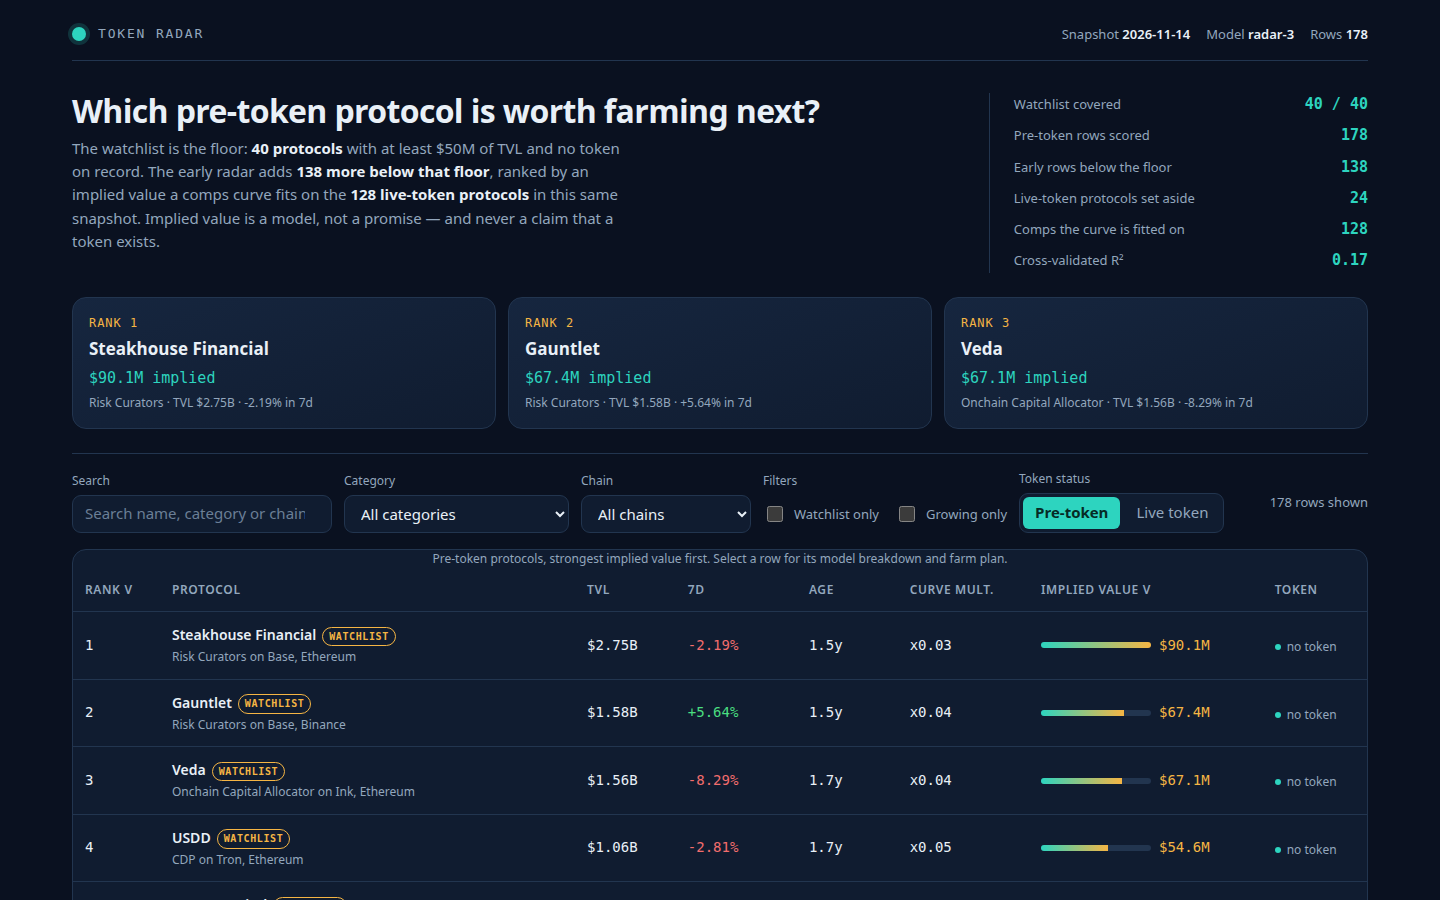 TOKEN RADAR
Snapshot 2026-11-14 Model radar-3 Rows 178
Which pre-token protocol is worth farming next?
The watchlist is the floor: 40 protocols with at least $50M of TVL and no token
on record. The early radar adds 138 more below that floor, ranked by an
implied value a comps curve fits on the 128 live-token protocols in this same
snapshot. Implied value is a model, not a promise — and never a claim that a
token exists.
Watchlist covered 40 / 40
Pre-token rows scored 178
Early rows below the floor 138
Live-token protocols set aside 24
Comps the curve is fitted on 128
Cross-validated R² 0.17
RANK 1
Steakhouse Financial
$90.1M implied
Risk Curators · TVL $2.75B · -2.19% in 7d
RANK 2
Gauntlet
$67.4M implied
Risk Curators · TVL $1.58B · +5.64% in 7d
RANK 3
Veda
$67.1M implied
Onchain Capital Allocator · TVL $1.56B · -8.29% in 7d
Search Category Chain Filters Token status
Search name, category or chain All categories All chains Watchlist only Growing only Pre-token Live token 178 rows shown
Pre-token protocols, strongest implied value first. Select a row for its model breakdown and farm plan.
RANK V PROTOCOL TVL 7D AGE CURVE MULT. IMPLIED VALUE V TOKEN
1 Steakhouse Financial WATCHLIST $2.75B -2.19% 1.5y x0.03 $90.1M no token
Risk Curators on Base, Ethereum
2 Gauntlet WATCHLIST $1.58B +5.64% 1.5y x0.04 $67.4M no token
Risk Curators on Base, Binance
3 Veda WATCHLIST $1.56B -8.29% 1.7y x0.04 $67.1M no token
Onchain Capital Allocator on Ink, Ethereum
4 USDD WATCHLIST $1.06B -2.81% 1.7y x0.05 $54.6M no token
CDP on Tron, Ethereum